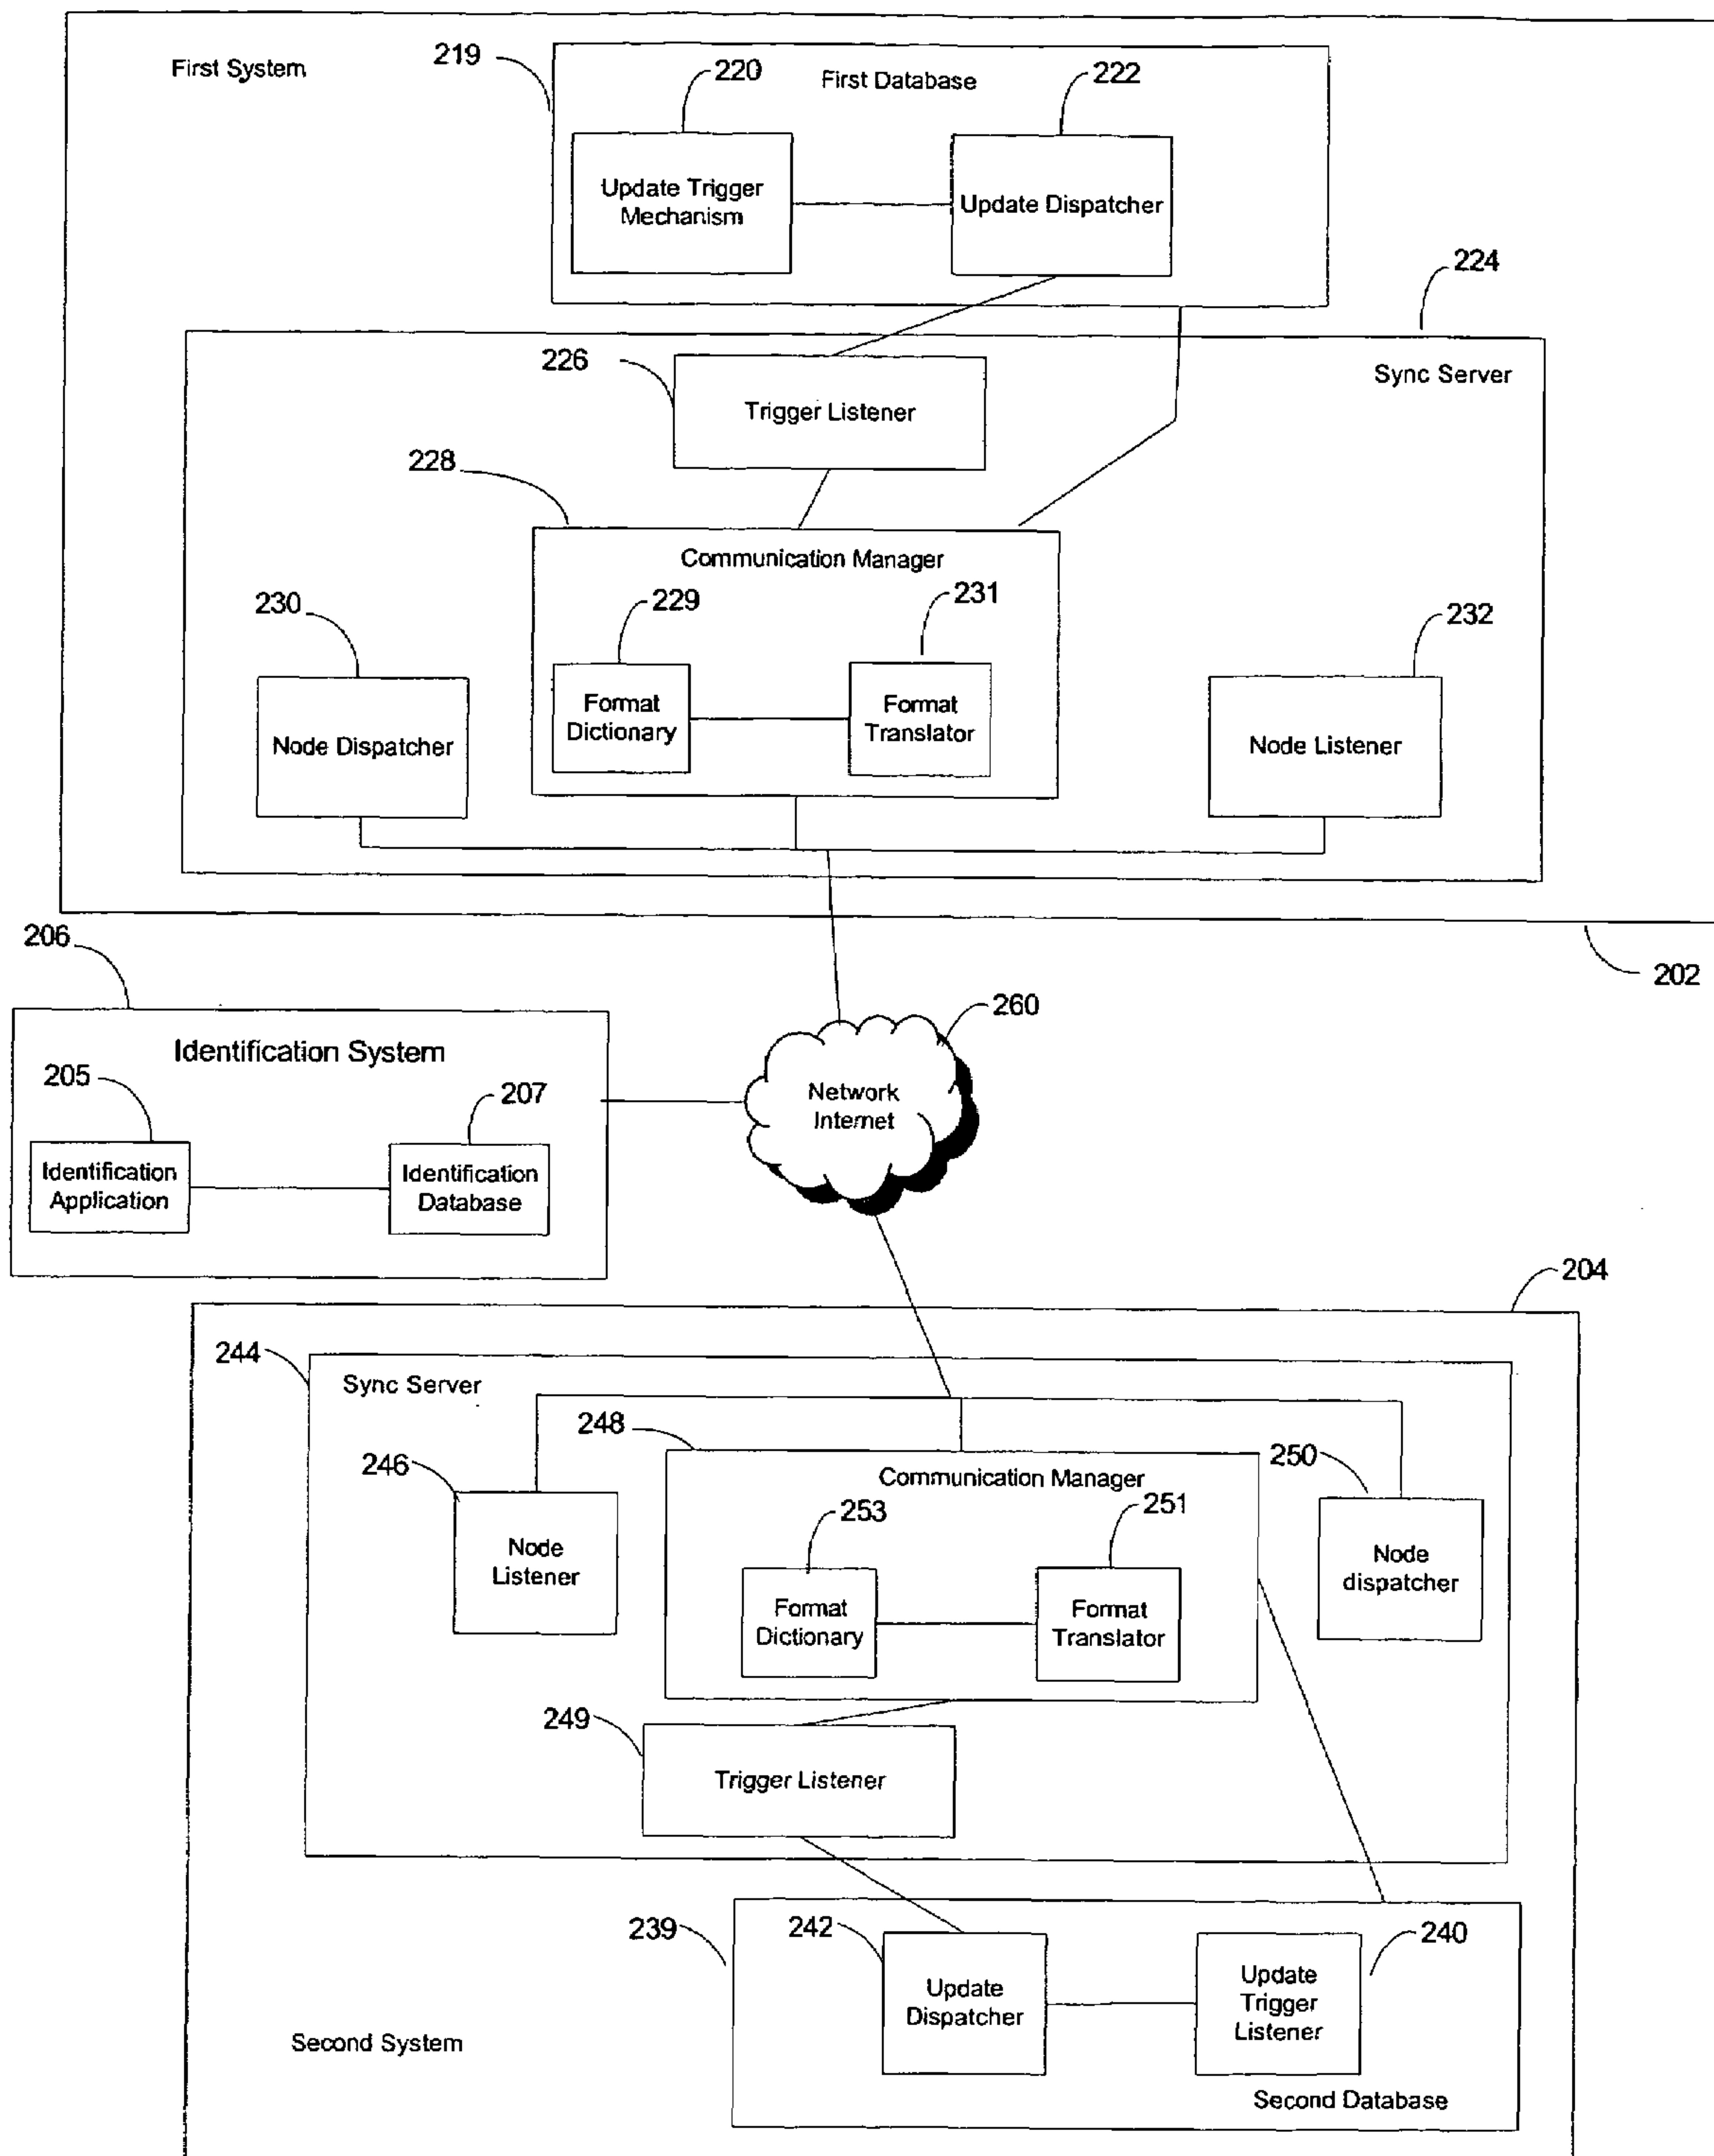 First System
219
220
First Database
222
Update Trigger
Mechanism
Update Dispatcher
224
226
Sync Server
Trigger Listener
228
Communication Manager
230
229
231
232
Node Dispatcher
Format
Dictionary
Format
Translator
Node Listener
206
202
260
Identification System
205
207
Network
Internet
Identification
Application
Identification
Database
204
244
Sync Server
248
246
Communication Manager
250
253
251
Node
Listener
Node
dispatcher
Format
Dictionary
Format
Translator
249
Trigger Listener
239
242
240
Update
Dispatcher
Update
Trigger
Listener
Second System
Second Database